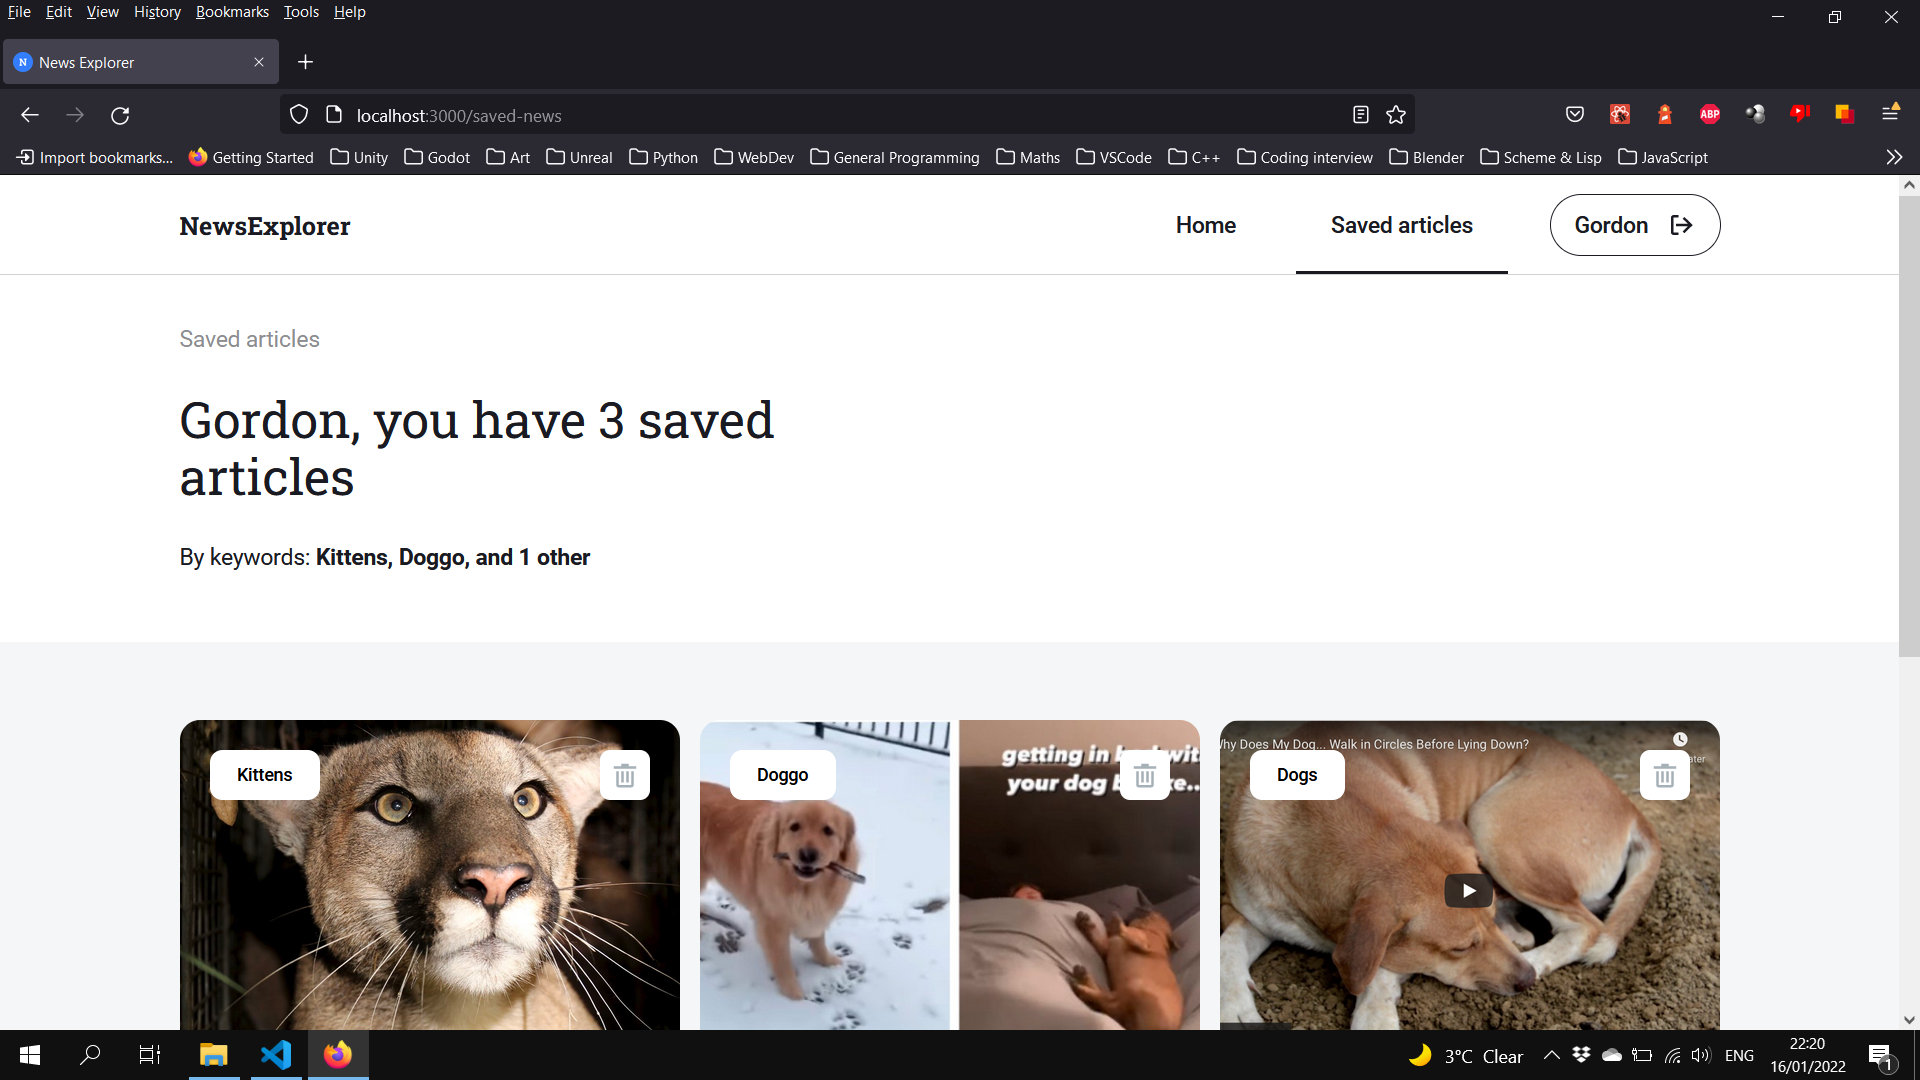 File Edit View History Bookmarks Tools Help
N News Explorer
localhost:3000/saved-news
ABP
Import bookmarks... Getting Started Unity Godot Art Unreal Python WebDev General Programming Maths VSCode C++ Coding interview Blender Scheme & Lisp JavaScript
NewsExplorer Home Saved articles Gordon
Saved articles
Gordon, you have 3 saved
articles
By keywords: Kittens, Doggo, and 1 other
Kittens
Doggo
getting in
your dog
Why Does My Dog... Walk in Circles Before Lying Down?
Dogs
3°C Clear ENG
22:20
16/01/2022
1